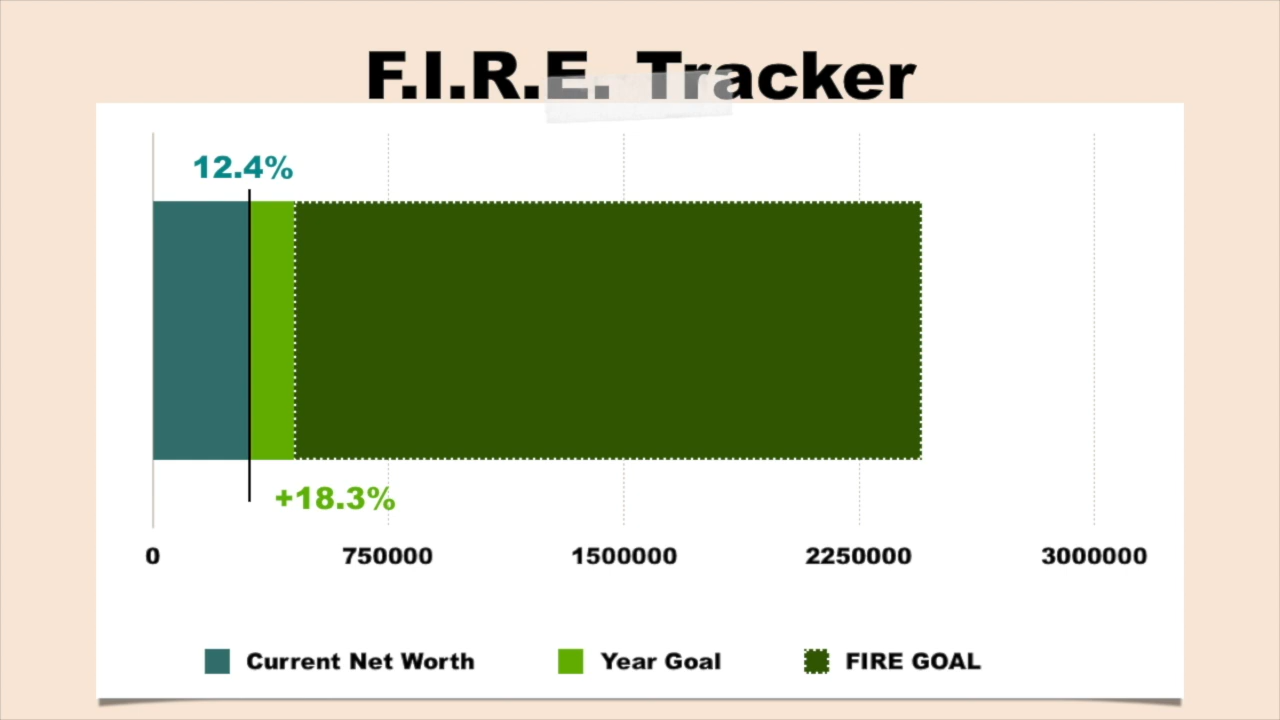 F.I.R.E. Tracker
12.4%
+18.3%
0 750000 1500000 2250000 3000000
Current Net Worth Year Goal FIRE GOAL